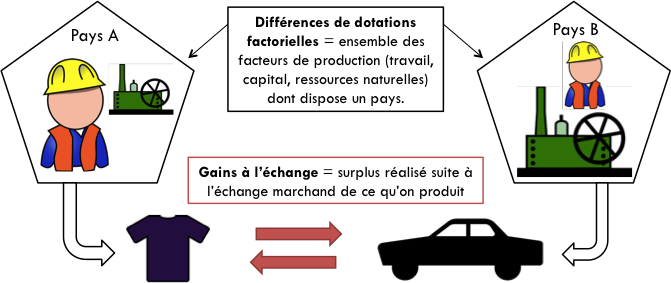 Pays A
Différences de dotations
factorielles = ensemble des
facteurs de production (travail,
capital, ressources naturelles)
dont dispose un pays.
Pays B
Gains à l'échange = surplus réalisé suite à
l'échange marchand de ce qu'on produit